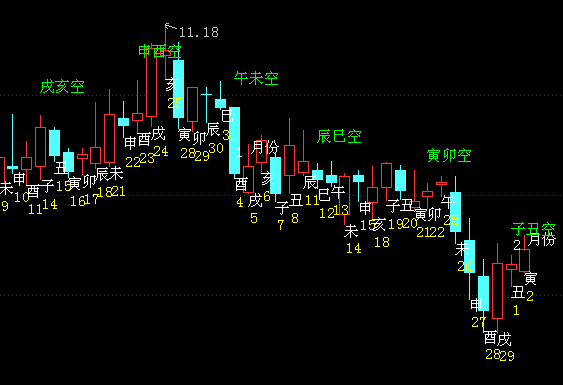 11.18
申酉空
戌亥空
午未空
辰巳空
寅卯空
子丑空
1 月份
2 月份
未 9
申 10
酉 11
子 14
丑 15
寅 16
卯 17
辰 18
未 21
申 22
酉 23
戌 24
亥
寅 28
卯 29
辰 30
巳 3
酉 4
戌 5
亥 6
子 7
丑 8
辰 11
巳 12
午 13
未 14
申 15
亥 18
子 19
丑 20
寅 21
卯 22
午
未
申 27
酉 28
戌 29
丑 1
寅 2